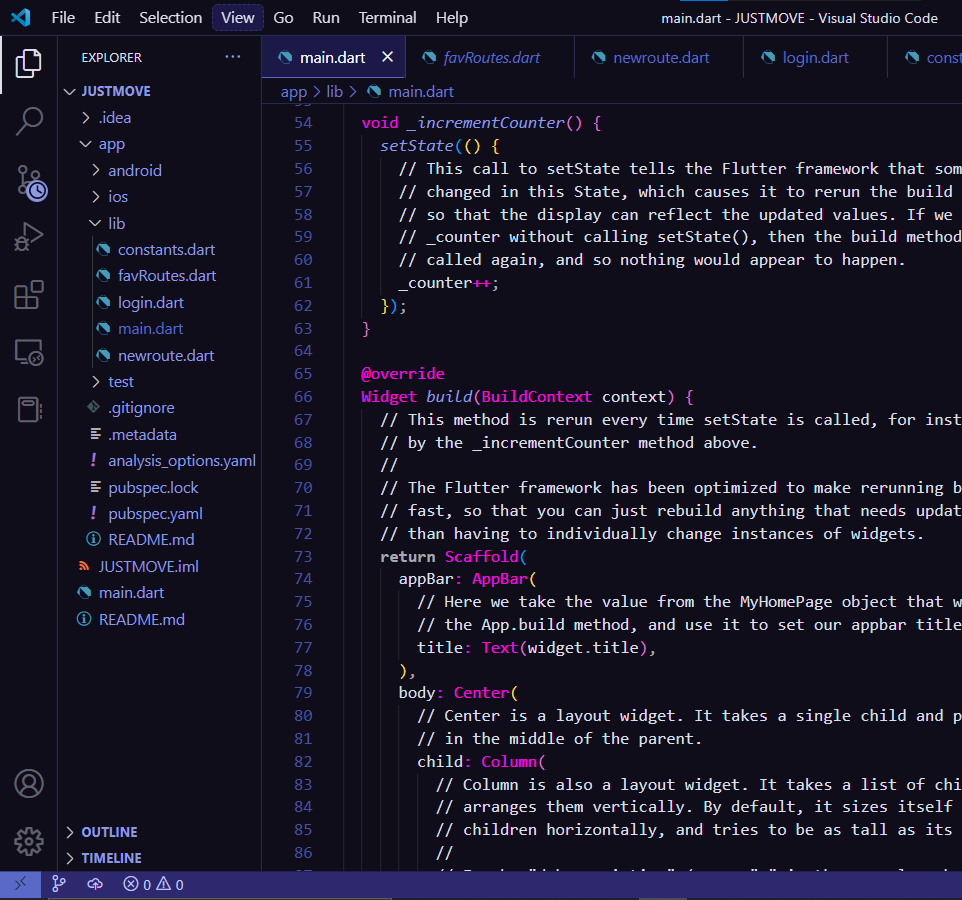 File Edit Selection View Go Run Terminal Help
main.dart - JUSTMOVE - Visual Studio Code
EXPLORER
JUSTMOVE
.idea
app
android
ios
lib
constants.dart
favRoutes.dart
login.dart
main.dart
newroute.dart
test
.gitignore
.metadata
! analysis_options.yaml
pubspec.lock
! pubspec.yaml
README.md
JUSTMOVE.iml
main.dart
README.md
OUTLINE
TIMELINE
main.dart favRoutes.dart newroute.dart login.dart const
app > lib > main.dart
54 void _incrementCounter() {
55 setState(() {
56 // This call to setState tells the Flutter framework that som
57 // changed in this State, which causes it to rerun the build
58 // so that the display can reflect the updated values. If we
59 // _counter without calling setState(), then the build method
60 // called again, and so nothing would appear to happen.
61 _counter++;
62 });
63 }
64
65 @override
66 Widget build(BuildContext context) {
67 // This method is rerun every time setState is called, for inst
68 // by the _incrementCounter method above.
69 //
70 // The Flutter framework has been optimized to make rerunning b
71 // fast, so that you can just rebuild anything that needs updat
72 // than having to individually change instances of widgets.
73 return Scaffold(
74 appBar: AppBar(
75 // Here we take the value from the MyHomePage object that w
76 // the App.build method, and use it to set our appbar title
77 title: Text(widget.title),
78 ),
79 body: Center(
80 // Center is a layout widget. It takes a single child and p
81 // in the middle of the parent.
82 child: Column(
83 // Column is also a layout widget. It takes a list of chi
84 // arranges them vertically. By default, it sizes itself
85 // children horizontally, and tries to be as tall as its
86 //
0 0